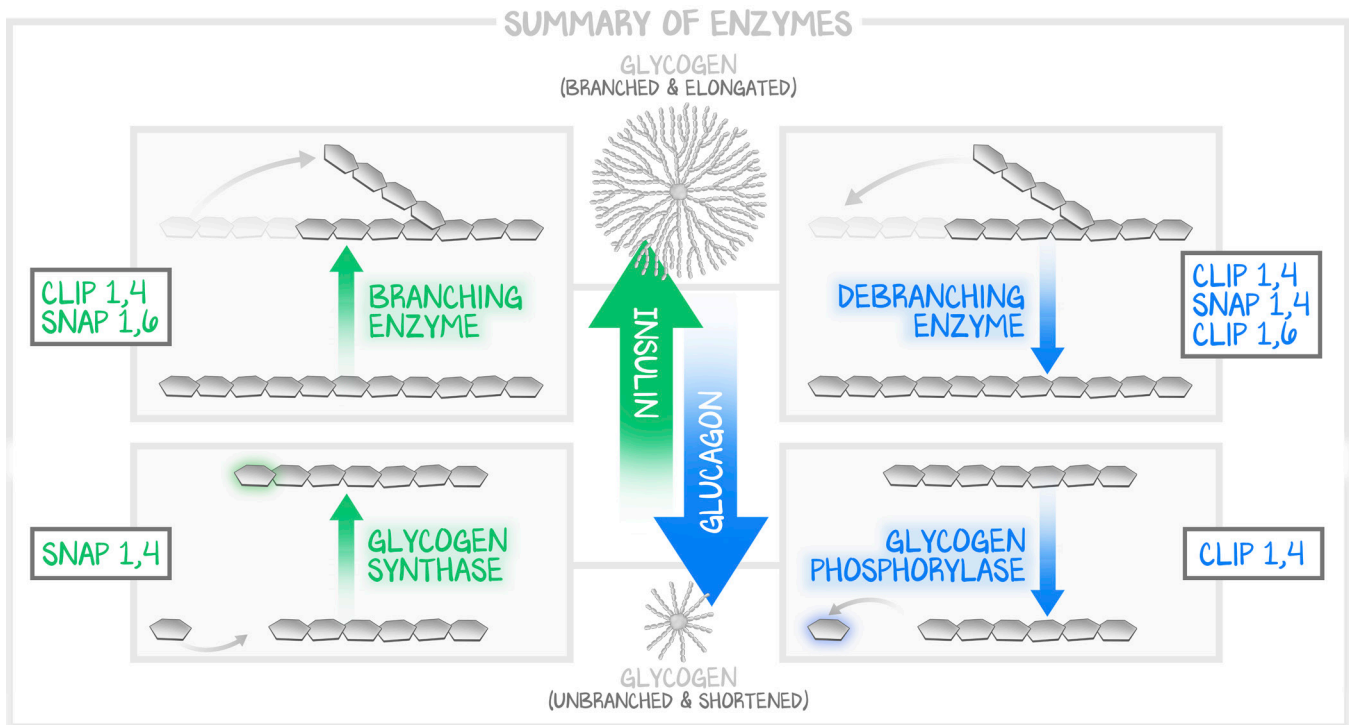 SUMMARY OF ENZYMES
GLYCOGEN
(BRANCHED & ELONGATED)
CLIP 1,4
SNAP 1,6
BRANCHING
ENZYME
INSULIN
GLUCAGON
DEBRANCHING
ENZYME
CLIP 1,4
SNAP 1,4
CLIP 1,6
SNAP 1,4
GLYCOGEN
SYNTHASE
GLYCOGEN
PHOSPHORYLASE
CLIP 1,4
GLYCOGEN
(UNBRANCHED & SHORTENED)